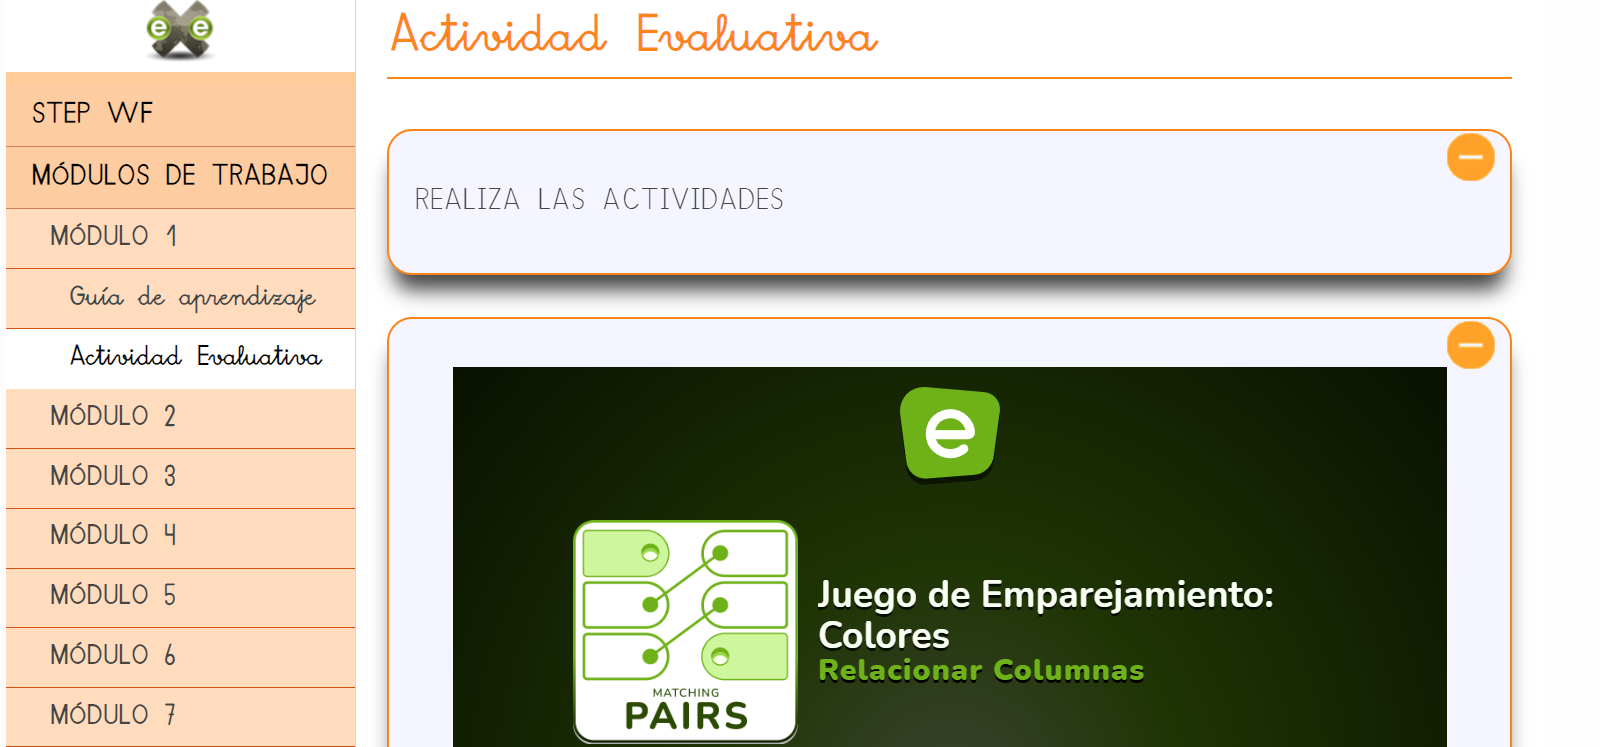 e e
STEP WF
MÓDULOS DE TRABAJO
MÓDULO 1
Guía de aprendizaje
Actividad Evaluativa
MÓDULO 2
MÓDULO 3
MÓDULO 4
MÓDULO 5
MÓDULO 6
MÓDULO 7
Actividad Evaluativa
REALIZA LAS ACTIVIDADES
e
MATCHING
PAIRS
Juego de Emparejamiento:
Colores
Relacionar Columnas